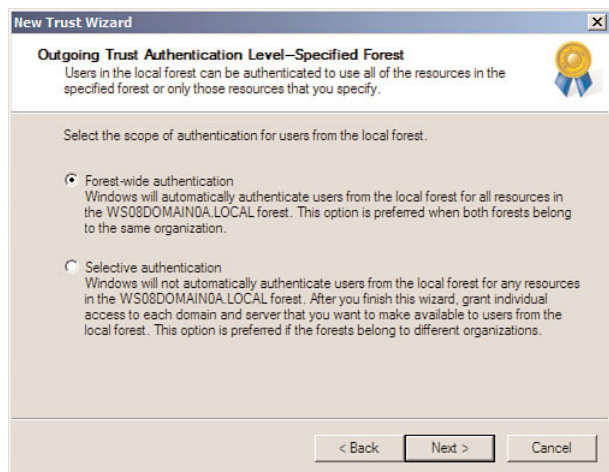 New Trust Wizard
Outgoing Trust Authentication Level--Specified Forest
Users in the local forest can be authenticated to use all of the resources in the
specified forest or only those resources that you specify.
Select the scope of authentication for users from the local forest.
Forest-wide authentication
Windows will automatically authenticate users from the local forest for all resources in
the WS08DOMAIN0A.LOCAL forest. This option is preferred when both forests belong
to the same organization.
Selective authentication
Windows will not automatically authenticate users from the local forest for any resources
in the WS08DOMAIN0A.LOCAL forest. After you finish this wizard, grant individual
access to each domain and server that you want to make available to users from the
local forest. This option is preferred if the forests belong to different organizations.
< Back Next > Cancel